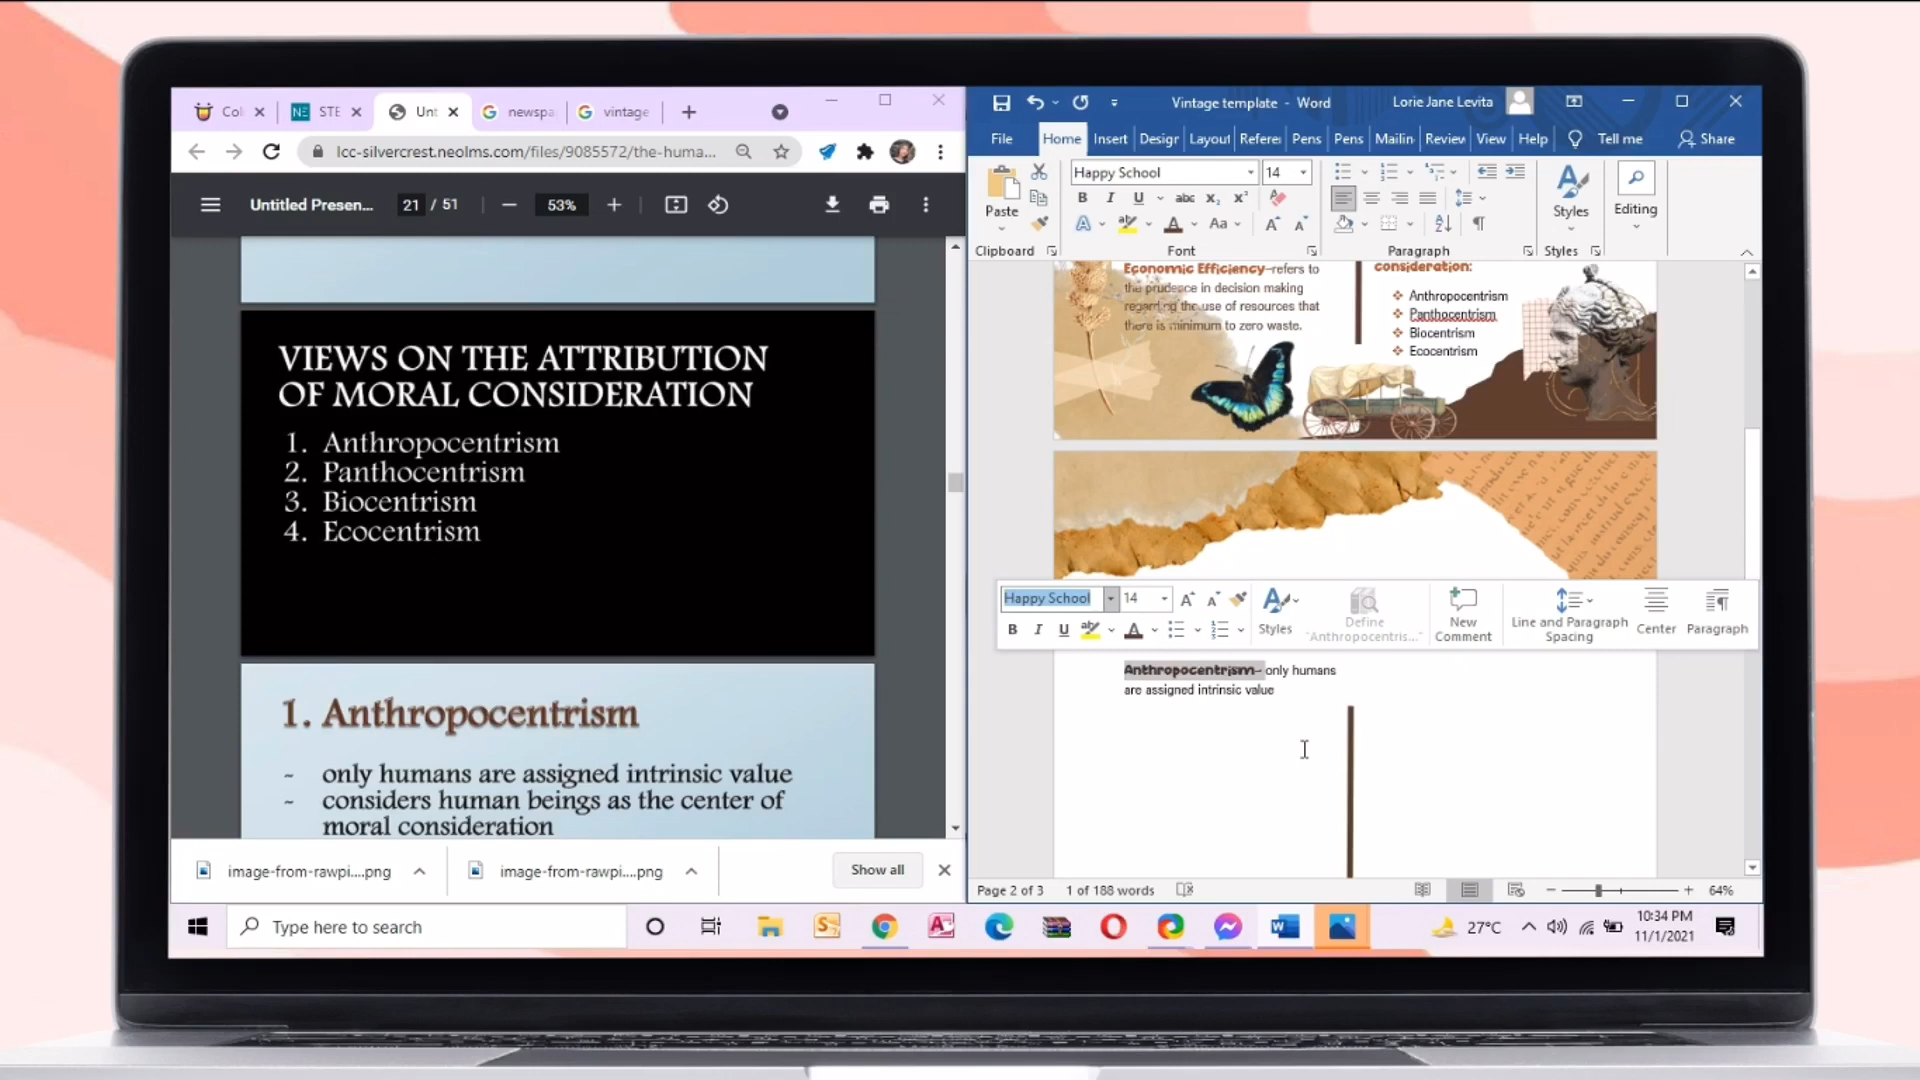 Col
STE
Unt
newspa
vintage
lcc-silvercrest.neolms.com/files/9085572/the-huma...
Untitled Presen...
21 / 51
53%
VIEWS ON THE ATTRIBUTION
OF MORAL CONSIDERATION
1. Anthropocentrism
2. Panthocentrism
3. Biocentrism
4. Ecocentrism
1. Anthropocentrism
- only humans are assigned intrinsic value
- considers human beings as the center of
moral consideration
image-from-rawpi....png
image-from-rawpi....png
Show all
Vintage template - Word
Lorie Jane Levita
File
Home
Insert
Design
Layout
Referen
Pens
Pens
Mailin
Review
View
Help
Tell me
Share
Paste
Clipboard
Happy School
14
B I U abc x₂ x²
A aby A Aa A A
Font
Paragraph
Styles
Styles
Editing
Economic Efficiency-refers to
the prudence in decision making
regarding the use of resources that
there is minimum to zero waste.
consideration:
Anthropocentrism
Panthocentrism
Biocentrism
Ecocentrism
Happy School
14
B I U
Styles
Define
"Anthropocentris..."
New
Comment
Line and Paragraph
Spacing
Center
Paragraph
Anthropocentrism- only humans
are assigned intrinsic value
Page 2 of 3
1 of 188 words
64%
Type here to search
27°C
10:34 PM
11/1/2021